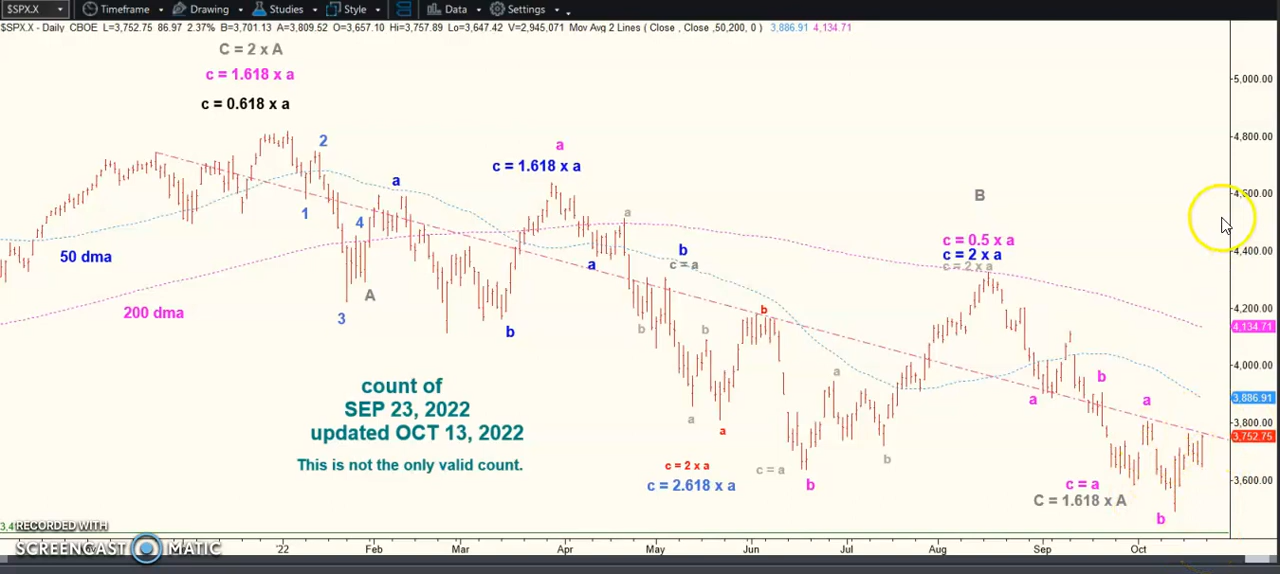 $SPX.X Timeframe Drawing Studies Style Data Settings
$SPX.X - Daily CBOE L=3,752.75 86.97 2.37% B=3,701.13 A=3,809.52 O=3,657.10 Hi=3,757.89 Lo=3,647.42 V=2,945,071 Mov Avg 2 Lines ( Close , Close ,50,200, 0 ) 3,886.91 4,134.71
C = 2 x A
c = 1.618 x a
c = 0.618 x a
5,000.00
4,800.00
2
a
c = 1.618 x a
a
B
4,600.00
1
a
4
b
c = a
a
c = 0.5 x a
c = 2 x a
c = 2 x a
4,400.00
50 dma
200 dma
A
3
b
b
b
b
4,200.00
4,134.71
4,000.00
count of
SEP 23, 2022
updated OCT 13, 2022
This is not the only valid count.
a
a
a
b
a
a
3,886.91
3,800.00
3,752.75
c = 2 x a
c = 2.618 x a
c = a
b
b
c = a
C = 1.618 x A
b
3,600.00
RECORDED WITH
SCREENCAST MATIC
'22 Feb Mar Apr May Jun Jul Aug Sep Oct